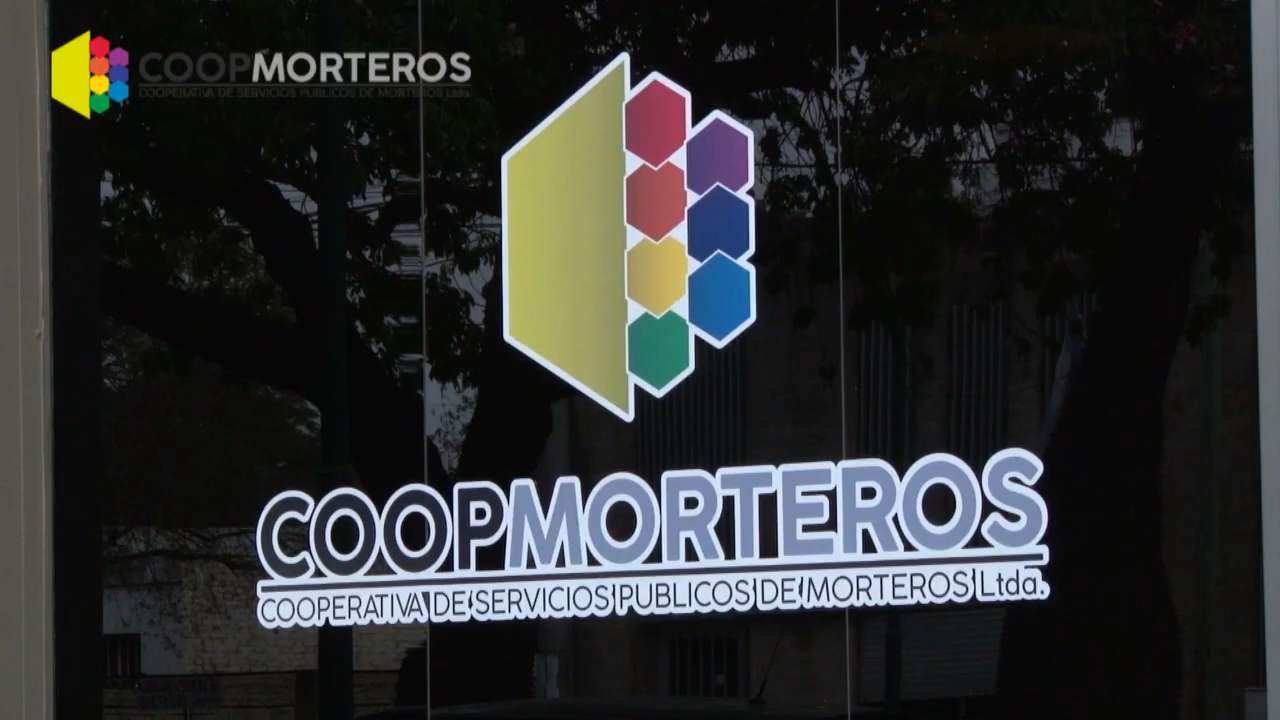 COOPMORTEROS
COOPERATIVA DE SERVICIOS PUBLICOS DE MORTEROS Ltda.
COOPMORTEROS
COOPERATIVA DE SERVICIOS PUBLICOS DE MORTEROS Ltda.